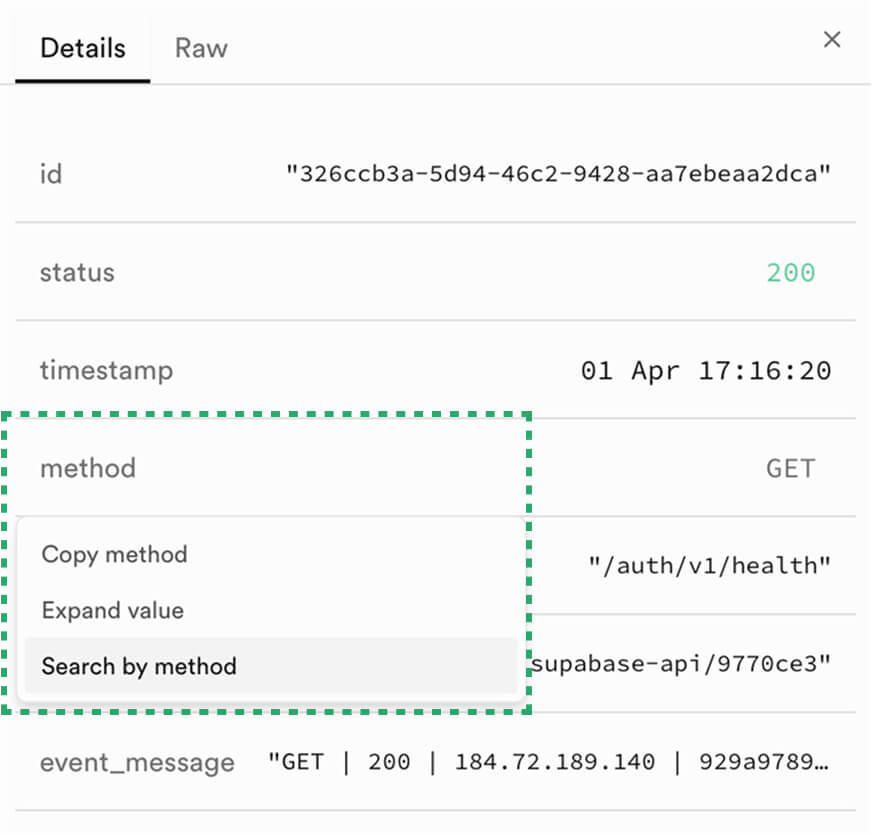 Details Raw
id "326ccb3a-5d94-46c2-9428-aa7ebeaa2dca"
status 200
timestamp 01 Apr 17:16:20
method GET
Copy method
"/auth/v1/health"
Expand value
Search by method
supabase-api/9770ce3"
event_message "GET | 200 | 184.72.189.140 | 929a9789…